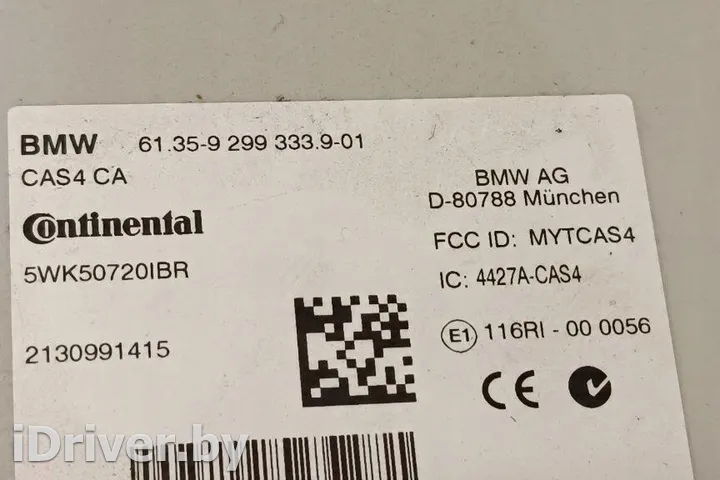 BMW 61.35-9 299 333.9-01
CAS4 CA
Continental
5WK50720IBR
2130991415
BMW AG
D-80788 München
FCC ID: MYTCAS4
IC: 4427A-CAS4
E1 116RI - 00 0056
CE
iDriver.by